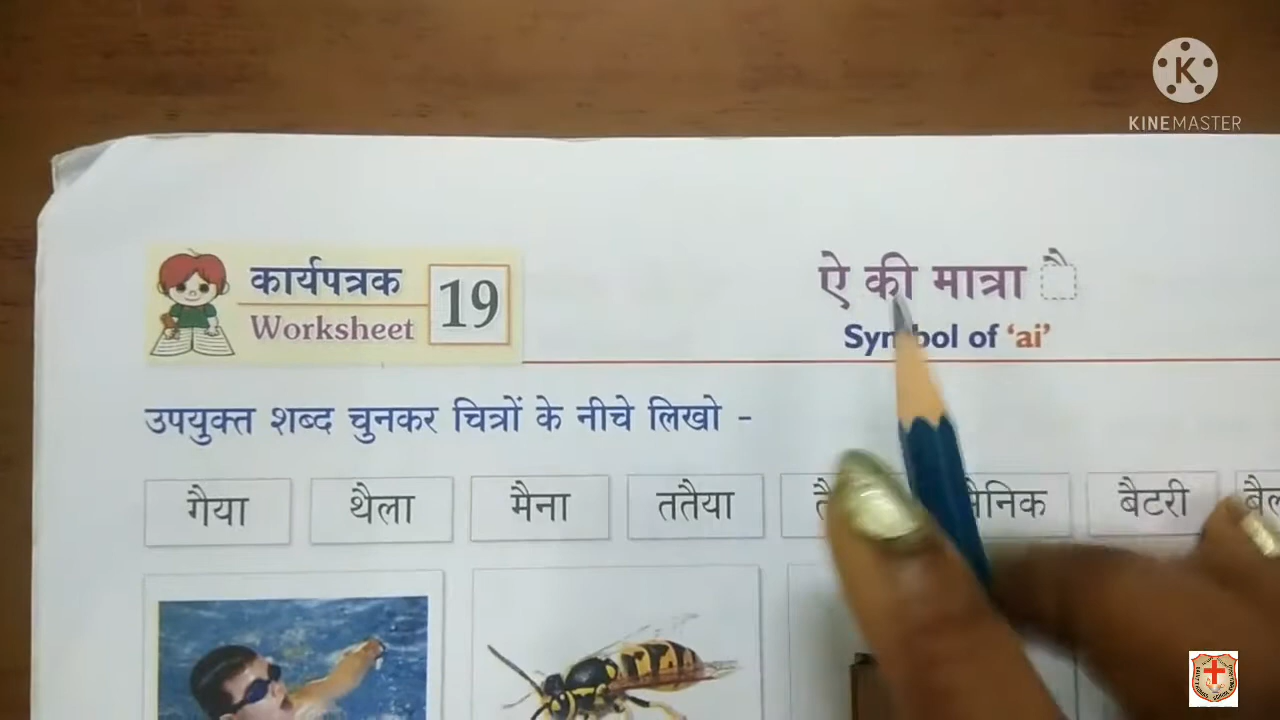 KINEMASTER
कार्यपत्रक
Worksheet
19
ऐ की मात्रा ै
Symbol of ‘ai’
उपयुक्त शब्द चुनकर चित्रों के नीचे लिखो -
गैया थैला मैना ततैया बैटरी